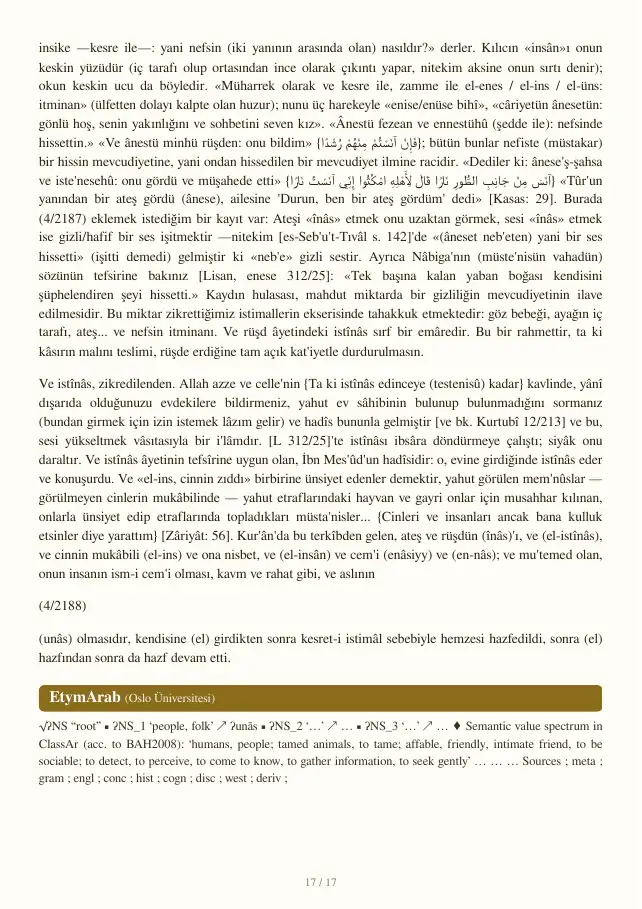 insike —kesre ile—: yani nefsin (iki yanının arasında olan) nasıldır?» derler. Kılıcın «insân»ı onun
keskin yüzüdür (iç tarafı olup ortasından ince olarak çıkıntı yapar, nitekim aksine onun sırtı denir);
okun keskin ucu da böyledir. «Müharrek olarak ve kesre ile, zamme ile el-enes / el-ins / el-üns:
itminan» (ülfetten dolayı kalpte olan huzur); nunu üç harekeyle «enise/enüse bihî», «câriyetün ânesetün:
gönlü hoş, senin yakınlığını ve sohbetini seven kız». «Ânestü fezean ve ennestühû (şedde ile): nefsinde
hissettin.» «Ve ânestü minhü rüşden: onu bildim» {فَإِنْ آنَسْتُمْ مِنْهُمْ رُشْدًا}; bütün bunlar nefiste (müstakar)
bir hissin mevcudiyetine, yani ondan hissedilen bir mevcudiyet ilmine racidir. «Dediler ki: ânese'ş-şahsa
ve iste'nesehû: onu gördü ve müşahede etti» {آنَسَ مِنْ جَانِبِ الطُّورِ نَارًا قَالَ لِأَهْلِهِ امْكُثُوا إِنِّي آنَسْتُ نَارًا} «Tûr'un
yanından bir ateş gördü (ânese), ailesine 'Durun, ben bir ateş gördüm' dedi» [Kasas: 29]. Burada
(4/2187) eklemek istediğim bir kayıt var: Ateşi «înâs» etmek onu uzaktan görmek, sesi «înâs» etmek
ise gizli/hafif bir ses işitmektir —nitekim [es-Seb'u't-Tıvâl s. 142]'de «(âneset neb'eten) yani bir ses
hissetti» (işitti demedi) gelmiştir ki «neb'e» gizli sestir. Ayrıca Nâbiga'nın (müste'nisün vahadün)
sözünün tefsirine bakınız [Lisan, enese 312/25]: «Tek başına kalan yaban boğası kendisini
şüphelendiren şeyi hissetti.» Kaydın hulasası, mahdut miktarda bir gizliliğin mevcudiyetinin ilave
edilmesidir. Bu miktar zikrettiğimiz istimallerin ekserisinde tahakkuk etmektedir: göz bebeği, ayağın iç
tarafı, ateş... ve nefsin itminanı. Ve rüşd âyetindeki istînâs sırf bir emâredir. Bu bir rahmettir, ta ki
kâsırın malını teslimi, rüşde erdiğine tam açık kat'iyetle durdurulmasın.
Ve istînâs, zikredilenden. Allah azze ve celle'nin {Ta ki istînâs edinceye (testenisû) kadar} kavlinde, yânî
dışarıda olduğunuzu evdekilere bildirmeniz, yahut ev sâhibinin bulunup bulunmadığını sormanız
(bundan girmek için izin istemek lâzım gelir) ve hadîs bununla gelmiştir [ve bk. Kurtubî 12/213] ve bu,
sesi yükseltmek vâsıtasıyla bir i'lâmdır. [L 312/25]'te istînâsı ibsâra döndürmeye çalıştı; siyâk onu
daraltır. Ve istînâs âyetinin tefsîrine uygun olan, İbn Mes'ûd'un hadîsidir: o, evine girdiğinde istînâs eder
ve konuşurdu. Ve «el-ins, cinnin zıddı» birbirine ünsiyet edenler demektir, yahut görülen mem'nûslar —
görülmeyen cinlerin mukâbilinde — yahut etraflarındaki hayvan ve gayri onlar için musahhar kılınan,
onlarla ünsiyet edip etraflarında topladıkları müsta'nisler... {Cinleri ve insanları ancak bana kulluk
etsinler diye yarattım} [Zâriyât: 56]. Kur'ân'da bu terkîbden gelen, ateş ve rüşdün (înâs)'ı, ve (el-istînâs),
ve cinnin mukâbili (el-ins) ve ona nisbet, ve (el-insân) ve cem'i (enâsiyy) ve (en-nâs); ve mu'temed olan,
onun insanın ism-i cem'i olması, kavm ve rahat gibi, ve aslının
(4/2188)
(unâs) olmasıdır, kendisine (el) girdikten sonra kesret-i istimâl sebebiyle hemzesi hazfedildi, sonra (el)
hazfından sonra da hazf devam etti.
EtymArab (Oslo Üniversitesi)
√ʔNS “root” ▪ ʔNS_1 ‘people, folk’ ↗ ʔunās ▪ ʔNS_2 ‘…’ ↗ … ▪ ʔNS_3 ‘…’ ↗ … ♦ Semantic value spectrum in
ClassAr (acc. to BAH2008): ‘humans, people; tamed animals, to tame; affable, friendly, intimate friend, to be
sociable; to detect, to perceive, to come to know, to gather information, to seek gently’ … … … Sources ; meta ;
gram ; engl ; conc ; hist ; cogn ; disc ; west ; deriv ;
17 / 17